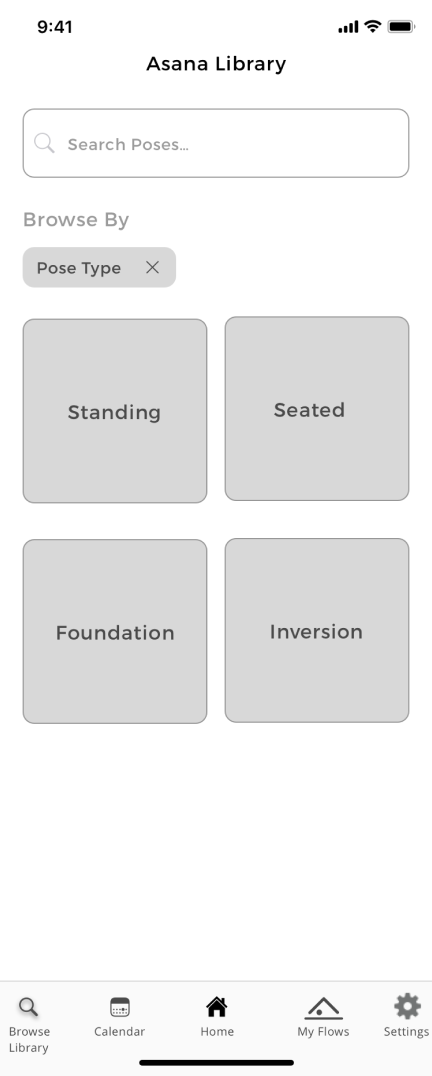 9:41
Asana Library
Search Poses...
Browse By
Pose Type
Standing
Seated
Foundation
Inversion
Browse
Library
Calendar
Home
My Flows
Settings